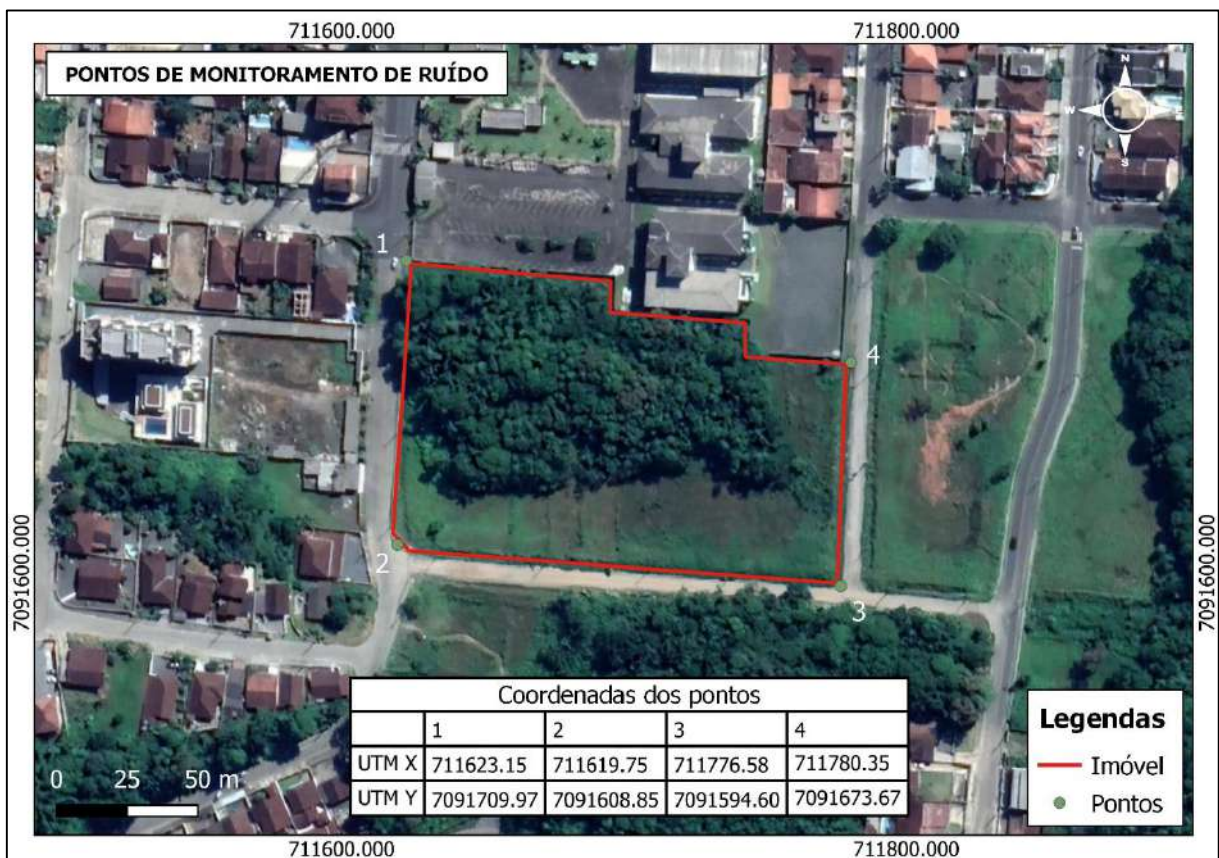 711600.000 711800.000
PONTOS DE MONITORAMENTO DE RUÍDO
N
W E
S
1
4
2
3
7091600.000 7091600.000
Coordenadas dos pontos
1 2 3 4
UTM X 711623.15 711619.75 711776.58 711780.35
UTM Y 7091709.97 7091608.85 7091594.60 7091673.67
0 25 50 m
Legendas
Imóvel
Pontos
711600.000 711800.000